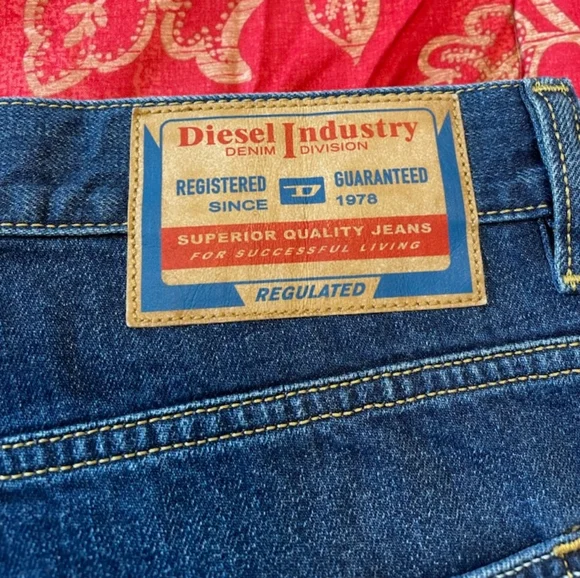 Diesel Industry
DENIM DIVISION
REGISTERED D GUARANTEED
SINCE 1978
SUPERIOR QUALITY JEANS
FOR SUCCESSFUL LIVING
REGULATED